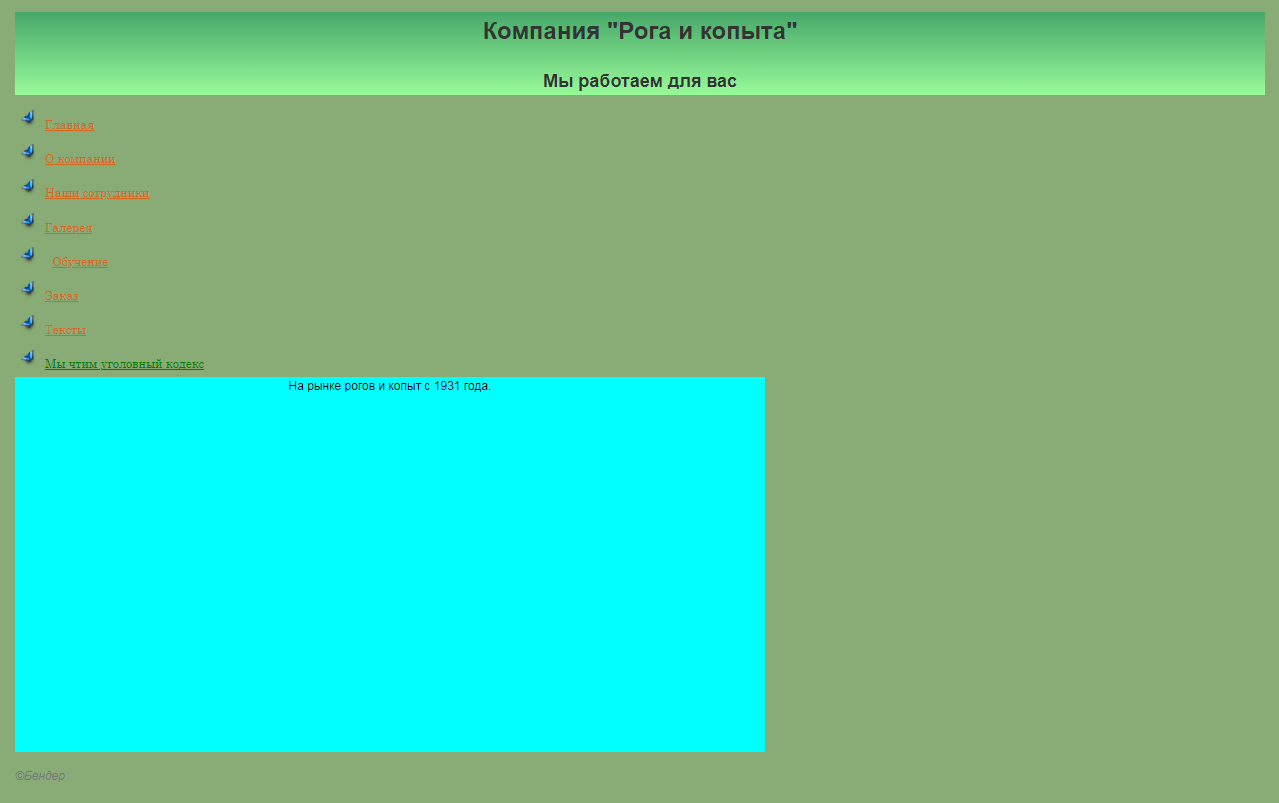 Компания "Рога и копыта"
Мы работаем для вас
Главная
О компании
Наши сотрудники
Галерея
Обучение
Заказ
Тексты
Мы чтим уголовный кодекс
На рынке рогов и копыт с 1931 года.
©Бендер